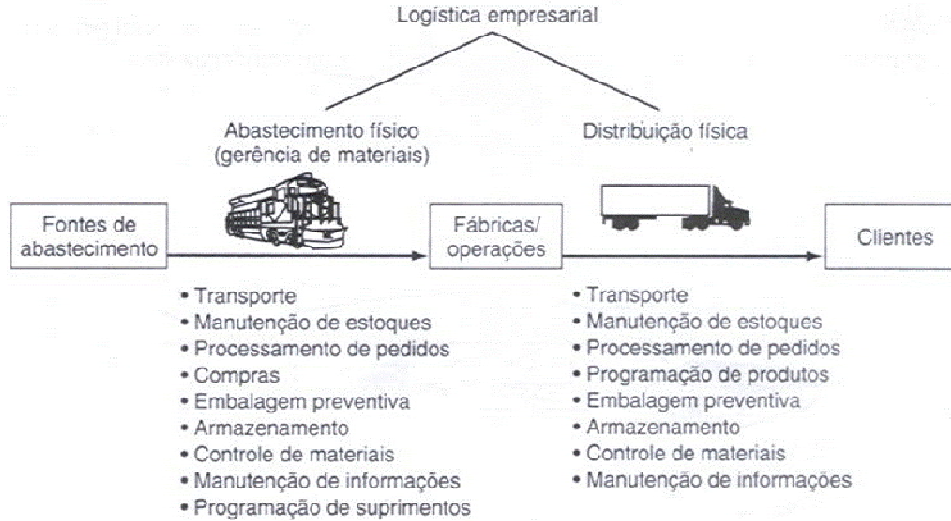 Logística empresarial
Abastecimento físico
(gerência de materiais)
Distribuição física
Fontes de
abastecimento
Fábricas/
operações
Clientes
• Transporte
• Manutenção de estoques
• Processamento de pedidos
• Compras
• Embalagem preventiva
• Armazenamento
• Controle de materiais
• Manutenção de informações
• Programação de suprimentos
• Transporte
• Manutenção de estoques
• Processamento de pedidos
• Programação de produtos
• Embalagem preventiva
• Armazenamento
• Controle de materiais
• Manutenção de informações